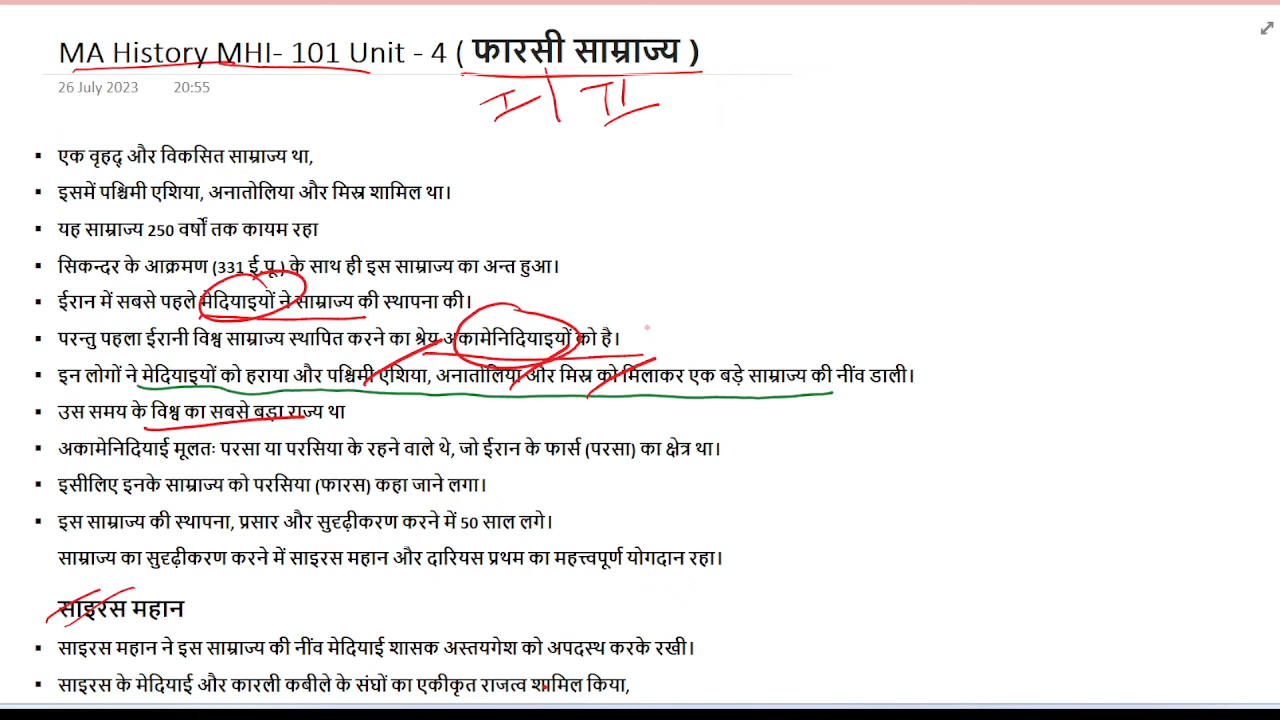 MA History MHI- 101 Unit - 4 ( फारसी साम्राज्य )
26 July 2023 20:55
I II
▪ एक वृहद् और विकसित साम्राज्य था,
▪ इसमें पश्चिमी एशिया, अनातोलिया और मिस्र शामिल था।
▪ यह साम्राज्य 250 वर्षों तक कायम रहा
▪ सिकन्दर के आक्रमण (331 ई.पू.) के साथ ही इस साम्राज्य का अन्त हुआ।
▪ ईरान में सबसे पहले मेदियाइयों ने साम्राज्य की स्थापना की।
▪ परन्तु पहला ईरानी विश्व साम्राज्य स्थापित करने का श्रेय अकामेनिदियाइयों को है।
▪ इन लोगों ने मेदियाइयों को हराया और पश्चिमी एशिया, अनातोलिया और मिस्र को मिलाकर एक बड़े साम्राज्य की नींव डाली।
▪ उस समय के विश्व का सबसे बड़ा राज्य था
▪ अकामेनिदियाई मूलतः परसा या परसिया के रहने वाले थे, जो ईरान के फार्स (परसा) का क्षेत्र था।
▪ इसीलिए इनके साम्राज्य को परसिया (फारस) कहा जाने लगा।
▪ इस साम्राज्य की स्थापना, प्रसार और सुदृढ़ीकरण करने में 50 साल लगे।
साम्राज्य का सुदृढ़ीकरण करने में साइरस महान और दारियस प्रथम का महत्त्वपूर्ण योगदान रहा।
साइरस महान
▪ साइरस महान ने इस साम्राज्य की नींव मेदियाई शासक अस्तयगेश को अपदस्थ करके रखी।
▪ साइरस के मेदियाई और कारली कबीले के संघों का एकीकृत राजत्व शामिल किया,